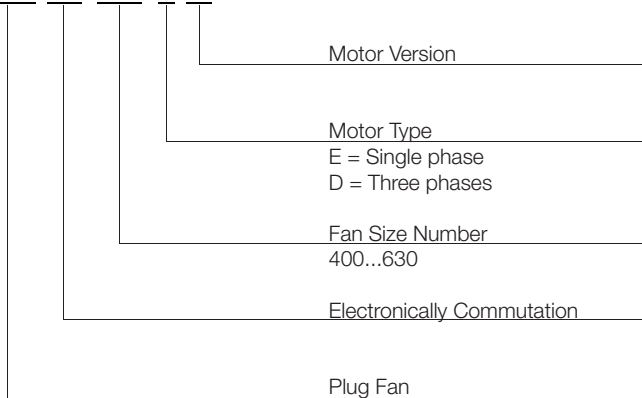 Motor Version
Motor Type
E = Single phase
D = Three phases
Fan Size Number
400...630
Electronically Commutation
Plug Fan